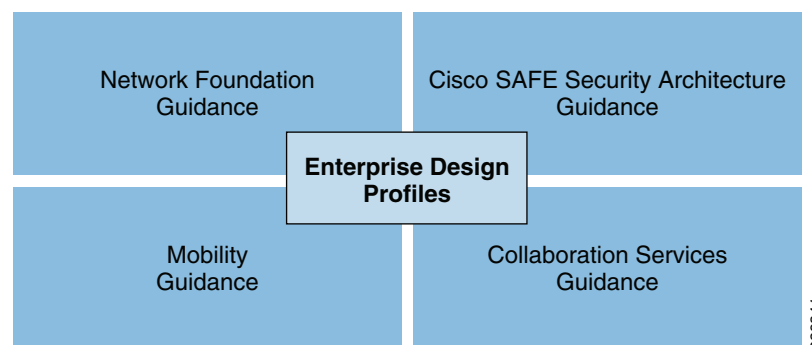 Network Foundation
Guidance
Cisco SAFE Security Architecture
Guidance
Enterprise Design
Profiles
Mobility
Guidance
Collaboration Services
Guidance